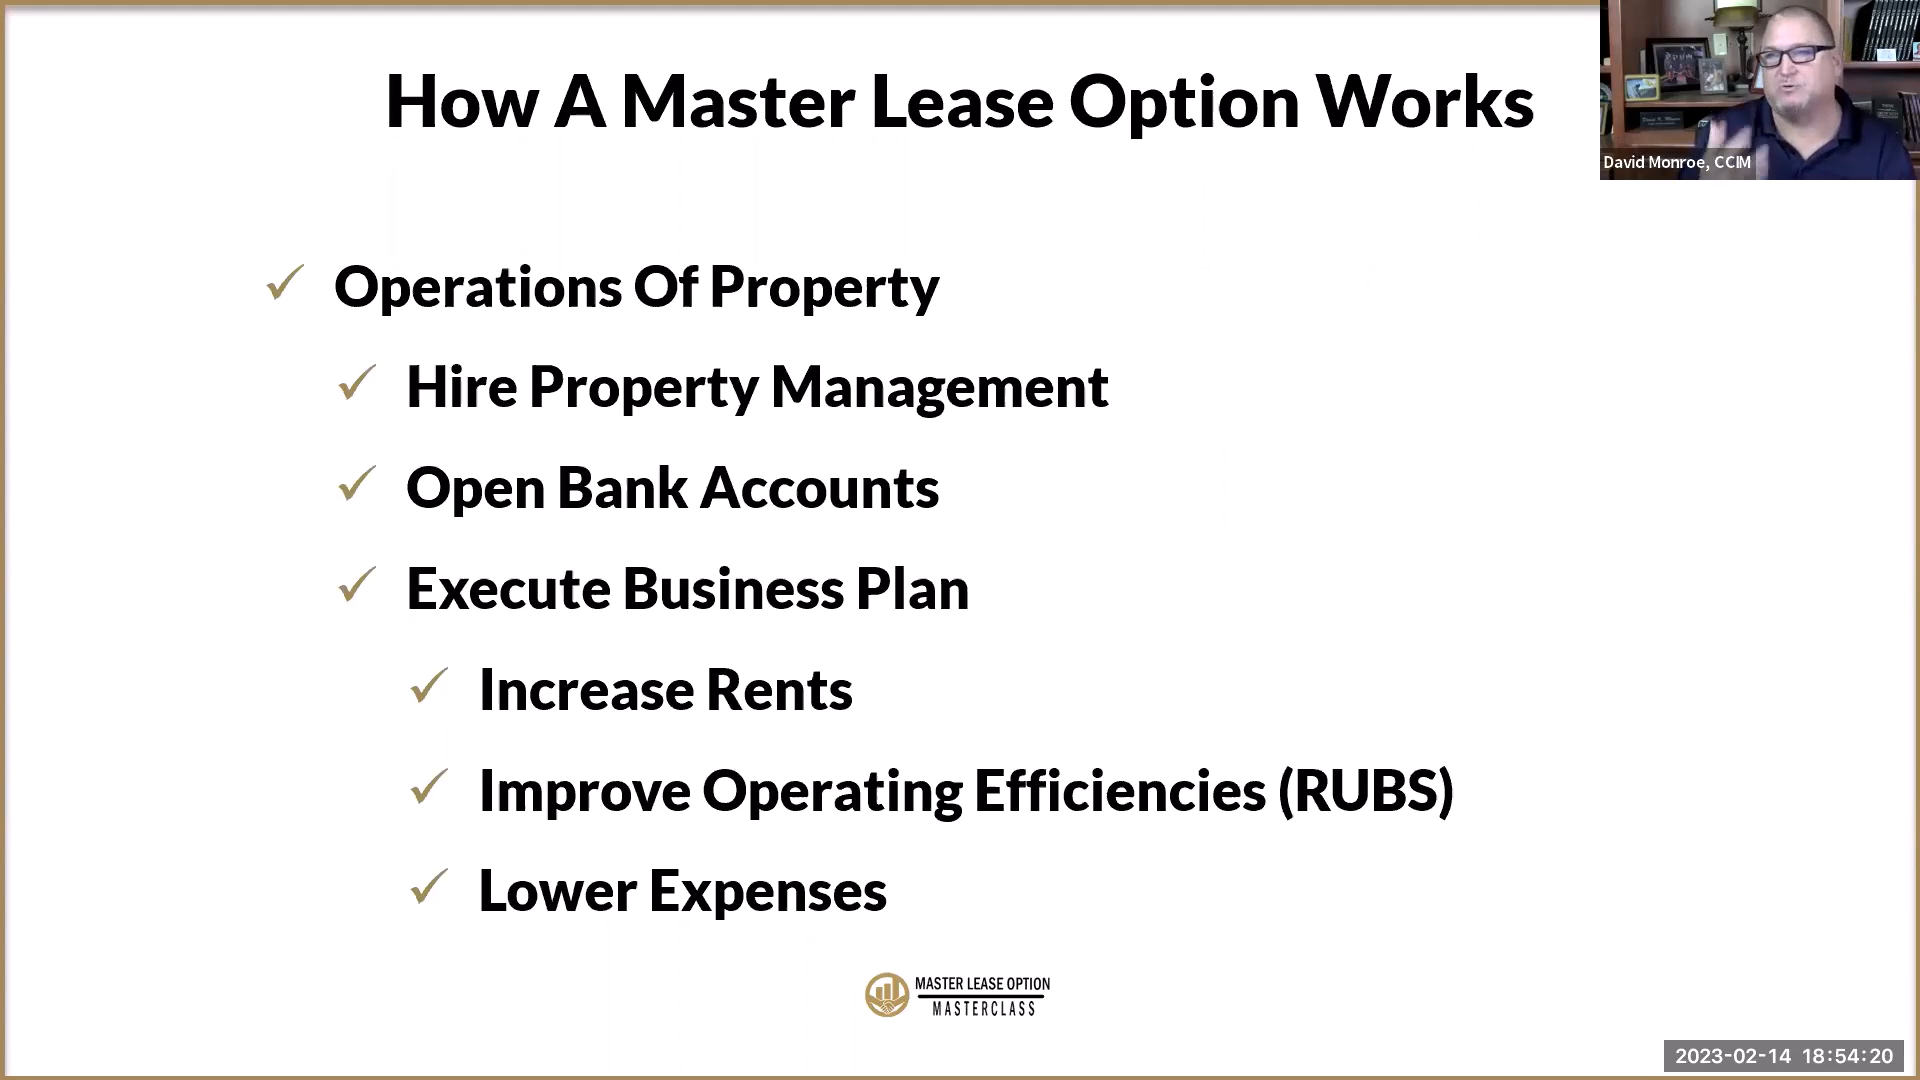 How A Master Lease Option Works
David Monroe, CCIM
Operations Of Property
Hire Property Management
Open Bank Accounts
Execute Business Plan
Increase Rents
Improve Operating Efficiencies (RUBS)
Lower Expenses
MASTER LEASE OPTION
MASTERCLASS
2023-02-14 18:54:20